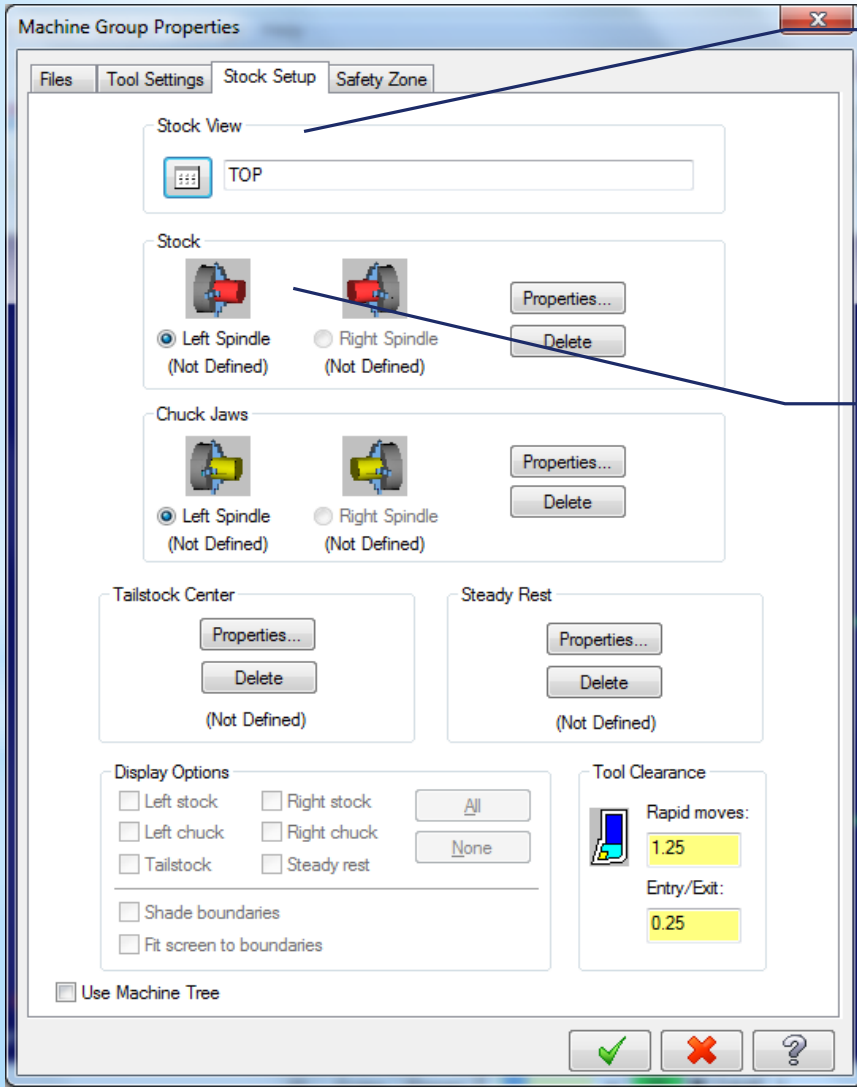 Machine Group Properties
Files Tool Settings Stock Setup Safety Zone
Stock View
TOP
Stock
Left Spindle Right Spindle
(Not Defined) (Not Defined)
Properties...
Delete
Chuck Jaws
Left Spindle Right Spindle
(Not Defined) (Not Defined)
Properties...
Delete
Tailstock Center
Properties...
Delete
(Not Defined)
Steady Rest
Properties...
Delete
(Not Defined)
Display Options
Left stock Right stock
Left chuck Right chuck
Tailstock Steady rest
All
None
Shade boundaries
Fit screen to boundaries
Tool Clearance
Rapid moves:
1.25
Entry/Exit:
0.25
Use Machine Tree